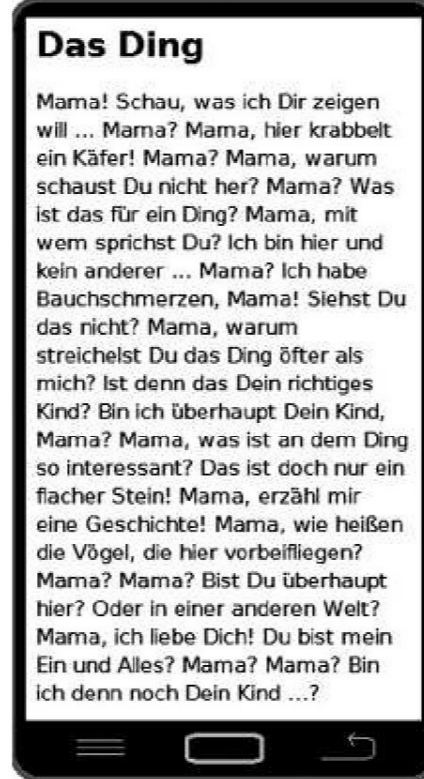 Das Ding
Mama! Schau, was ich Dir zeigen
will ... Mama? Mama, hier krabbelt
ein Käfer! Mama? Mama, warum
schaust Du nicht her? Mama? Was
ist das für ein Ding? Mama, mit
wem sprichst Du? Ich bin hier und
kein anderer ... Mama? Ich habe
Bauchschmerzen, Mama! Siehst Du
das nicht? Mama, warum
streichelst Du das Ding öfter als
mich? Ist denn das Dein richtiges
Kind? Bin ich überhaupt Dein Kind,
Mama? Mama, was ist an dem Ding
so interessant? Das ist doch nur ein
flacher Stein! Mama, erzähl mir
eine Geschichte! Mama, wie heißen
die Vögel, die hier vorbeifliegen?
Mama? Mama? Bist Du überhaupt
hier? Oder in einer anderen Welt?
Mama, ich liebe Dich! Du bist mein
Ein und Alles? Mama? Mama? Bin
ich denn noch Dein Kind ...?